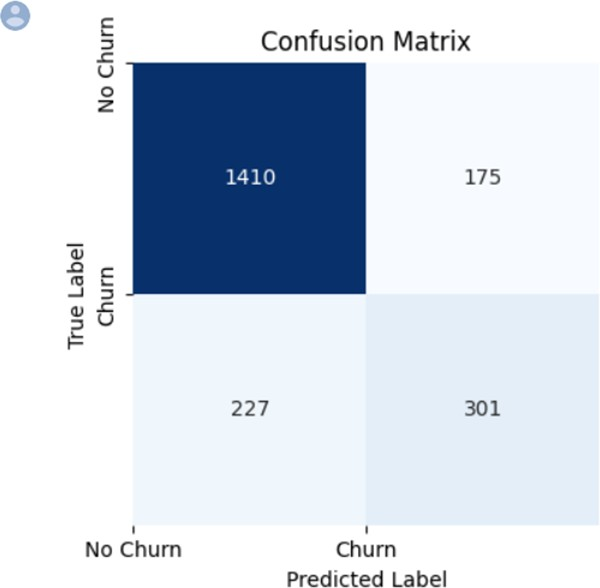 Confusion Matrix
No Churn
1410 175
True Label
Churn
227 301
No Churn Churn
Predicted Label